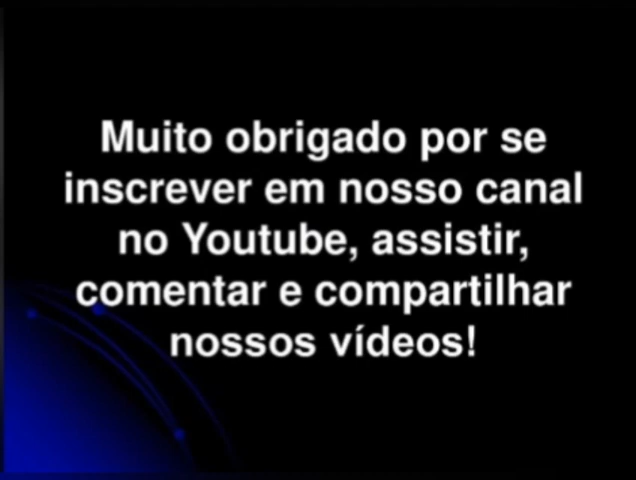 Muito obrigado por se
inscrever em nosso canal
no Youtube, assistir,
comentar e compartilhar
nossos vídeos!